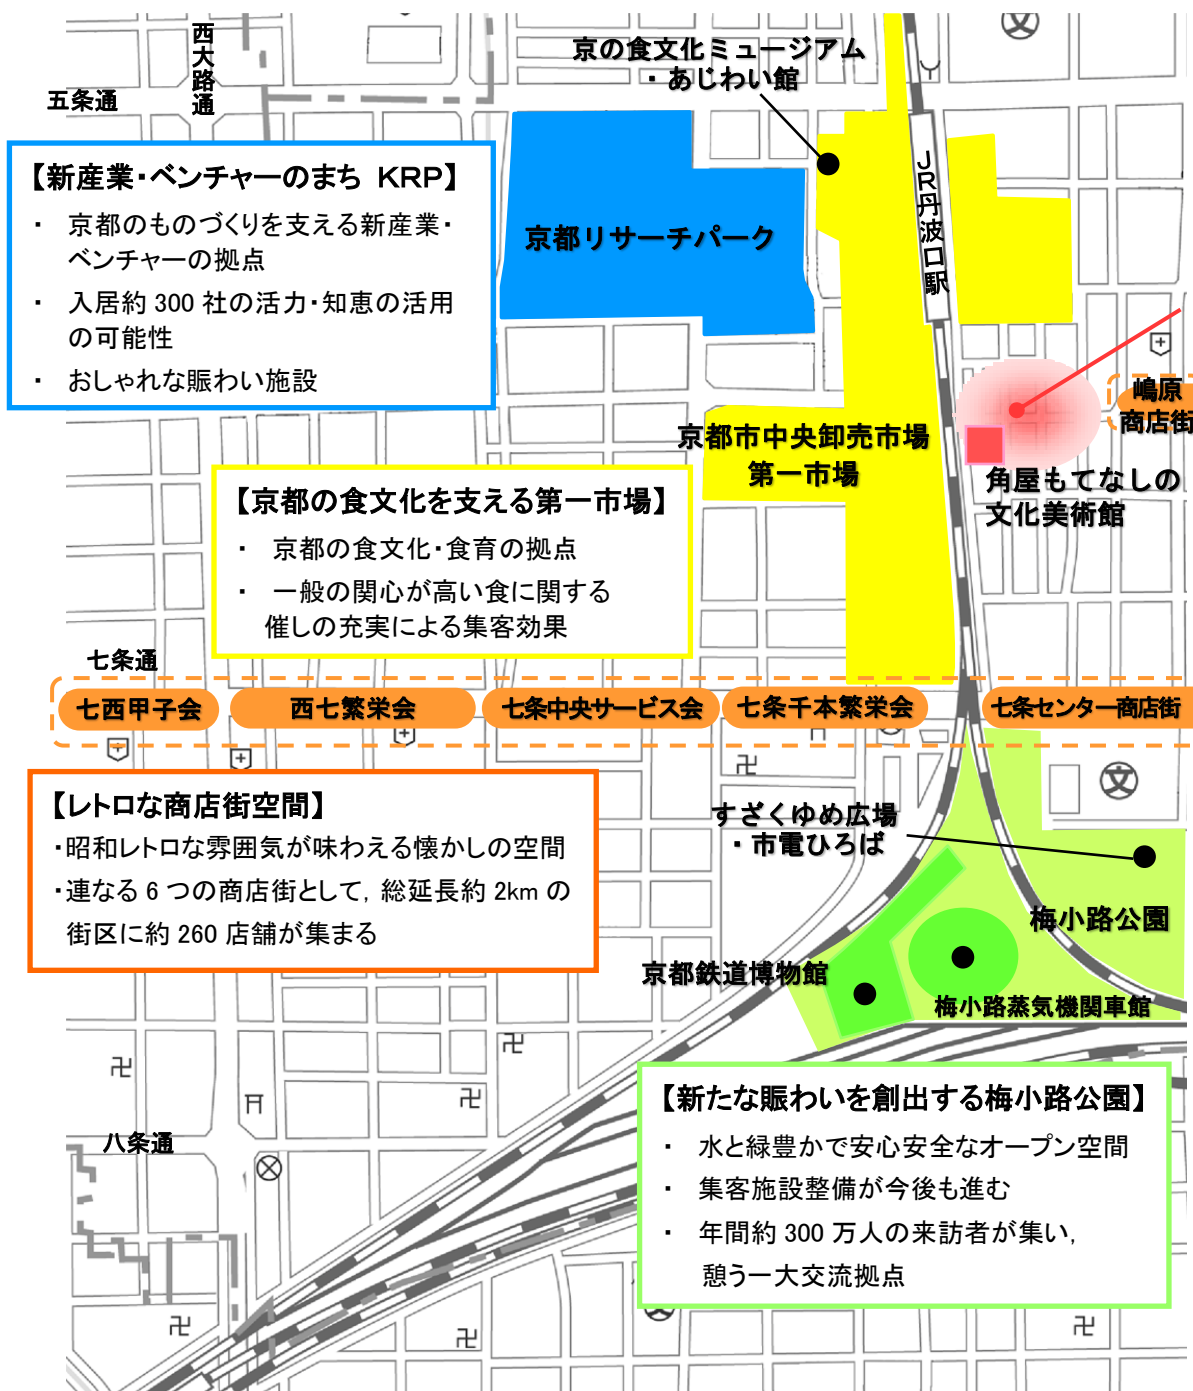 西大路通
五条通
京の食文化ミュージアム
・あじわい館
【新産業・ベンチャーのまち KRP】
・ 京都のものづくりを支える新産業・
ベンチャーの拠点
・ 入居約 300 社の活力・知恵の活用
の可能性
・ おしゃれな賑わい施設
京都リサーチパーク
JR丹波口駅
嶋原
商店街
京都市中央卸売市場
第一市場
角屋もてなしの
文化美術館
【京都の食文化を支える第一市場】
・ 京都の食文化・食育の拠点
・ 一般の関心が高い食に関する
催しの充実による集客効果
七条通
七西甲子会
西七繁栄会
七条中央サービス会
七条千本繁栄会
七条センター商店街
【レトロな商店街空間】
・昭和レトロな雰囲気が味わえる懐かしの空間
・連なる 6 つの商店街として, 総延長約 2km の
街区に約 260 店舗が集まる
すざくゆめ広場
・市電ひろば
梅小路公園
京都鉄道博物館
梅小路蒸気機関車館
【新たな賑わいを創出する梅小路公園】
・ 水と緑豊かで安心安全なオープン空間
・ 集客施設整備が今後も進む
・ 年間約 300 万人の来訪者が集い,
憩う一大交流拠点
八条通